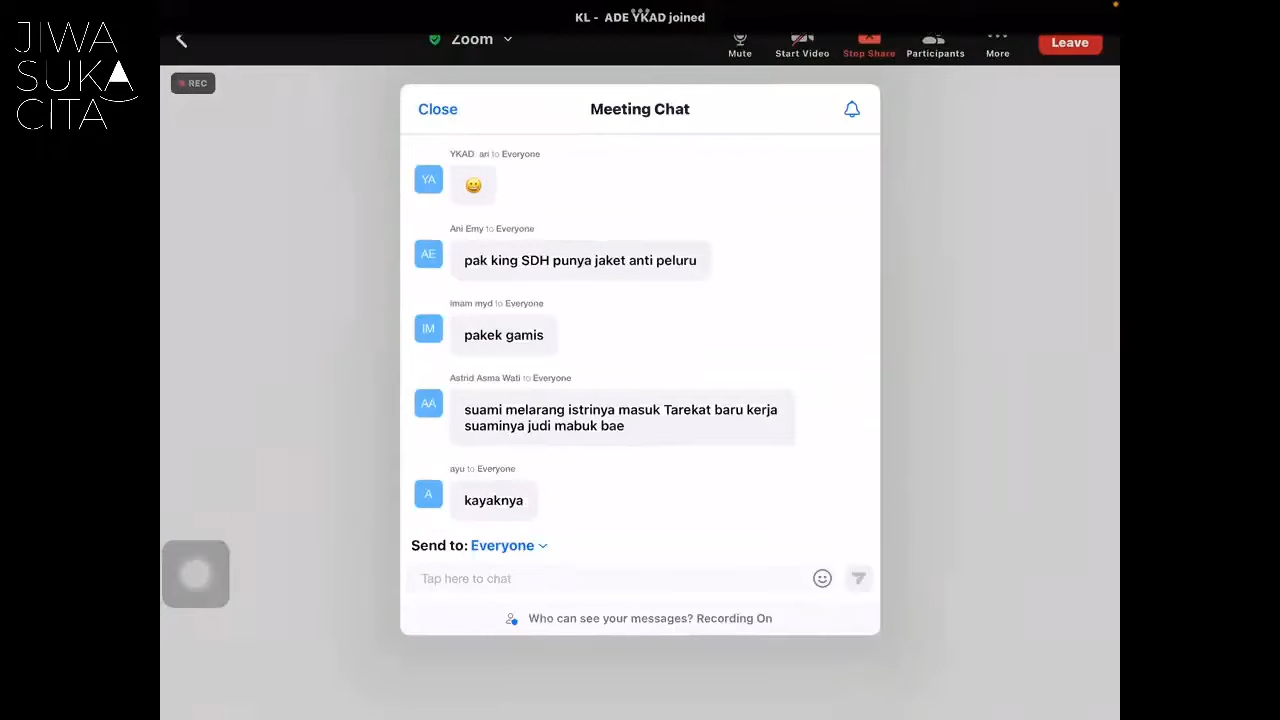 JIWA
SUKA
CITA
KL - ADE YKAD joined
Zoom
Mute
Start Video
Stop Share
Participants
More
Leave
REC
Close
Meeting Chat
YKAD ari to Everyone
YA
😀
Ani Emy to Everyone
AE
pak king SDH punya jaket anti peluru
imam myd to Everyone
IM
pakek gamis
Astrid Asma Wati to Everyone
AA
suami melarang istrinya masuk Tarekat baru kerja
suaminya judi mabuk bae
ayu to Everyone
A
kayaknya
Send to: Everyone
Tap here to chat
Who can see your messages? Recording On